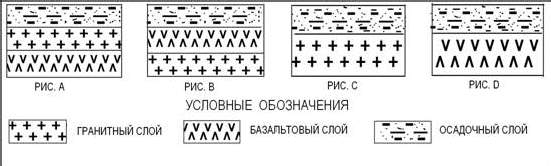 РИС. А РИС. В РИС. С РИС. D
УСЛОВНЫЕ ОБОЗНАЧЕНИЯ
ГРАНИТНЫЙ СЛОЙ БАЗАЛЬТОВЫЙ СЛОЙ ОСАДОЧНЫЙ СЛОЙ